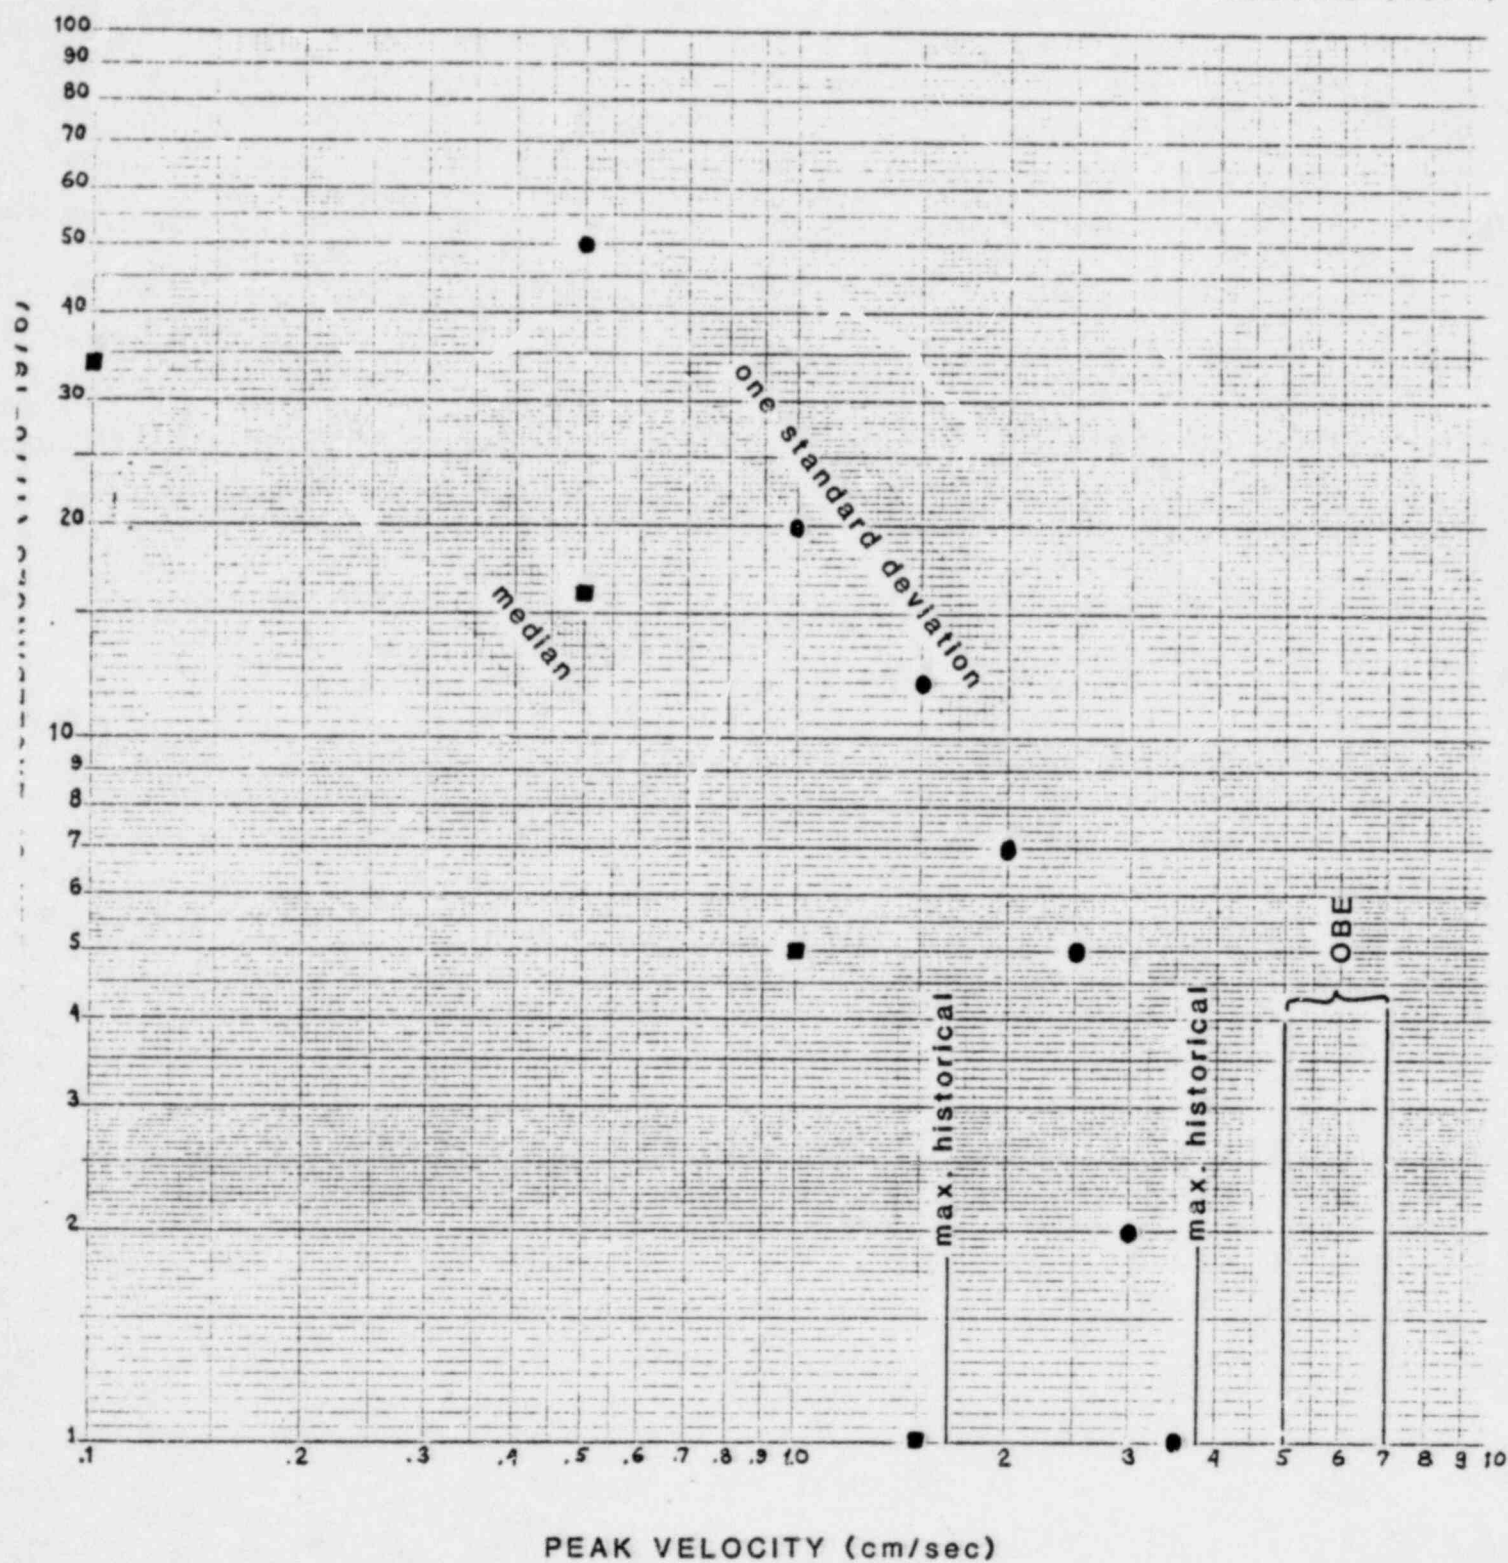 100
90
80
70
60
50
40
30
20
10
9
8
7
6
5
4
3
2
1
one standard deviation
median
OBE
max. historical
max. historical
.1 .2 .3 .4 .5 .6 .7 .8 .9 1.0 2 3 4 5 6 7 8 9 10
PEAK VELOCITY (cm/sec)